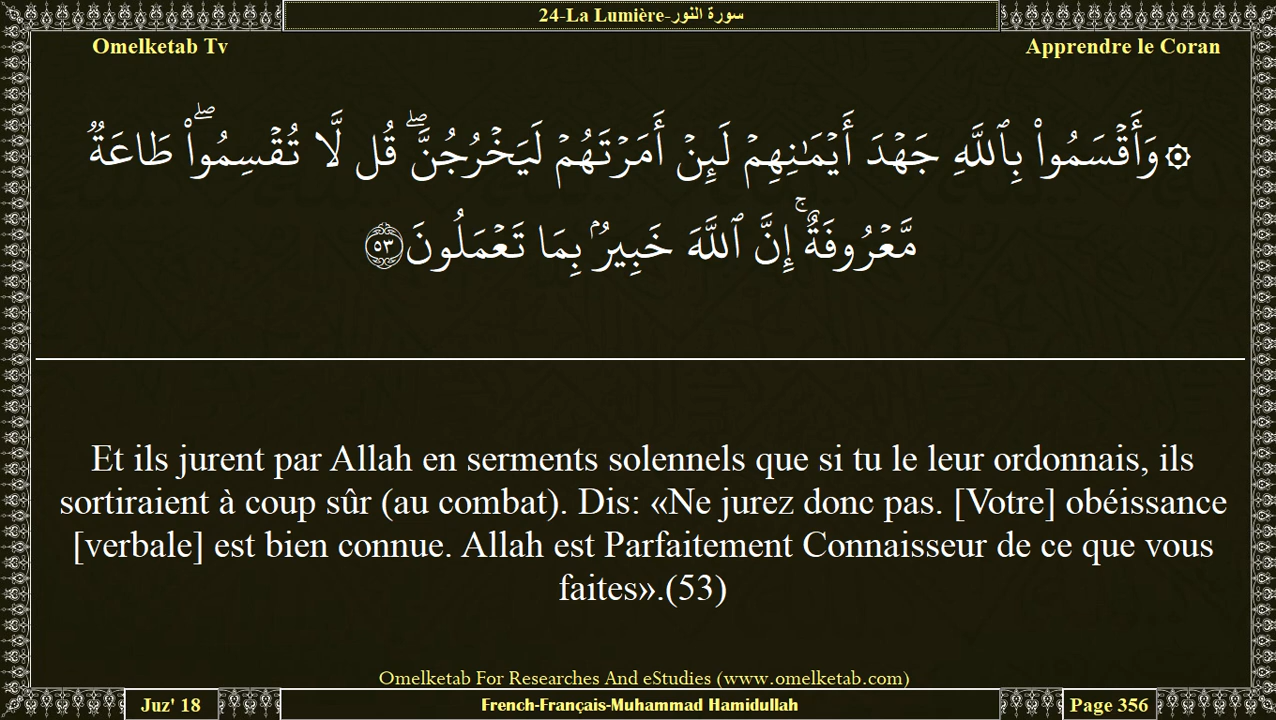 24-La Lumière-سورة النور
Omelketab Tv
Apprendre le Coran
۞ وَأَقْسَمُوا۟ بِٱللَّهِ جَهْدَ أَيْمَـٰنِهِمْ لَئِنْ أَمَرْتَهُمْ لَيَخْرُجُنَّ ۖ قُل لَّا تُقْسِمُوا۟ ۖ طَاعَةٌۭ
مَّعْرُوفَةٌ ۚ إِنَّ ٱللَّهَ خَبِيرٌۢ بِمَا تَعْمَلُونَ ٥٣
Et ils jurent par Allah en serments solennels que si tu le leur ordonnais, ils
sortiraient à coup sûr (au combat). Dis: «Ne jurez donc pas. [Votre] obéissance
[verbale] est bien connue. Allah est Parfaitement Connaisseur de ce que vous
faites».(53)
Omelketab For Researches And eStudies (www.omelketab.com)
Juz' 18
French-Français-Muhammad Hamidullah
Page 356